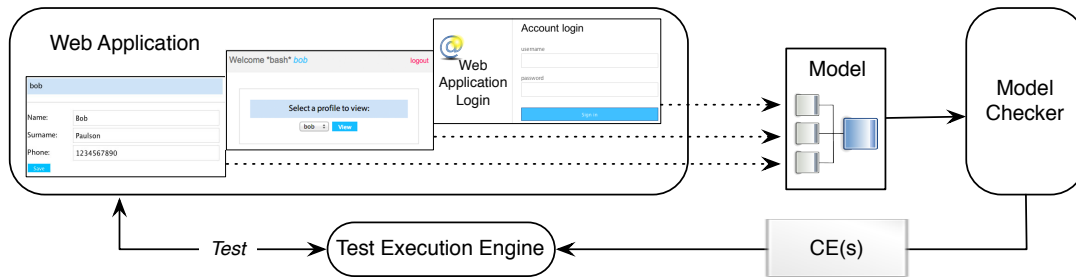 Web Application
bob
Name:
Bob
Surname:
Paulson
Phone:
1234567890
Save
Welcome "bash" bob
logout
Select a profile to view:
bob
View
@
Web
Application
Login
Account login
username
password
Sign in
Model
Model
Checker
Test
Test Execution Engine
CE(s)